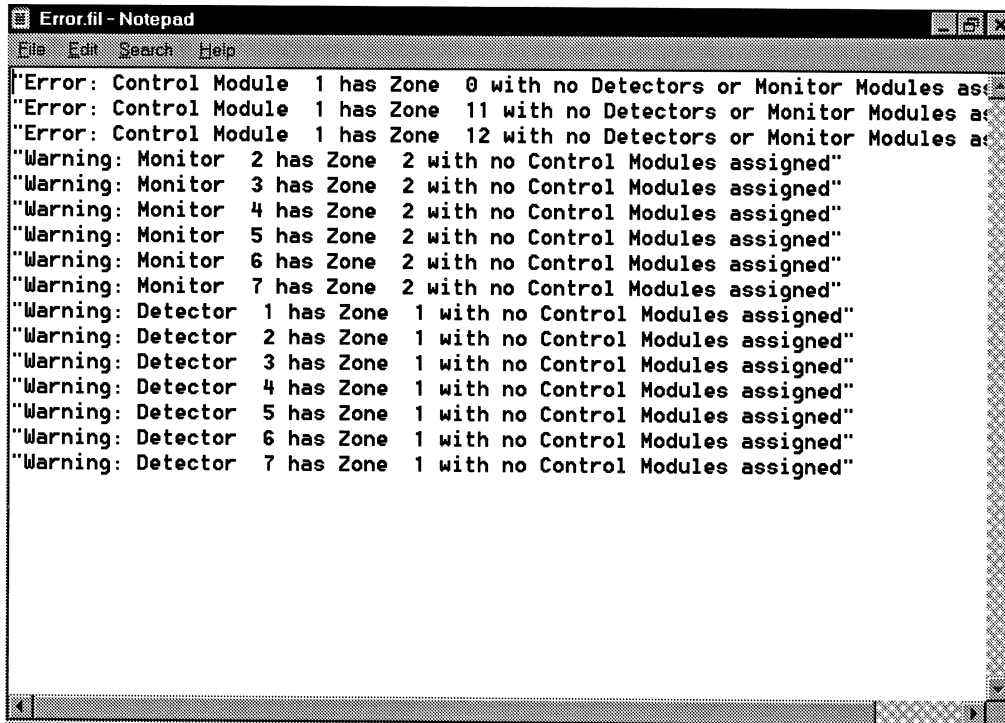 Error.fil - Notepad
File Edit Search Help
"Error: Control Module 1 has Zone 0 with no Detectors or Monitor Modules ass
"Error: Control Module 1 has Zone 11 with no Detectors or Monitor Modules as
"Error: Control Module 1 has Zone 12 with no Detectors or Monitor Modules as
"Warning: Monitor 2 has Zone 2 with no Control Modules assigned"
"Warning: Monitor 3 has Zone 2 with no Control Modules assigned"
"Warning: Monitor 4 has Zone 2 with no Control Modules assigned"
"Warning: Monitor 5 has Zone 2 with no Control Modules assigned"
"Warning: Monitor 6 has Zone 2 with no Control Modules assigned"
"Warning: Monitor 7 has Zone 2 with no Control Modules assigned"
"Warning: Detector 1 has Zone 1 with no Control Modules assigned"
"Warning: Detector 2 has Zone 1 with no Control Modules assigned"
"Warning: Detector 3 has Zone 1 with no Control Modules assigned"
"Warning: Detector 4 has Zone 1 with no Control Modules assigned"
"Warning: Detector 5 has Zone 1 with no Control Modules assigned"
"Warning: Detector 6 has Zone 1 with no Control Modules assigned"
"Warning: Detector 7 has Zone 1 with no Control Modules assigned"